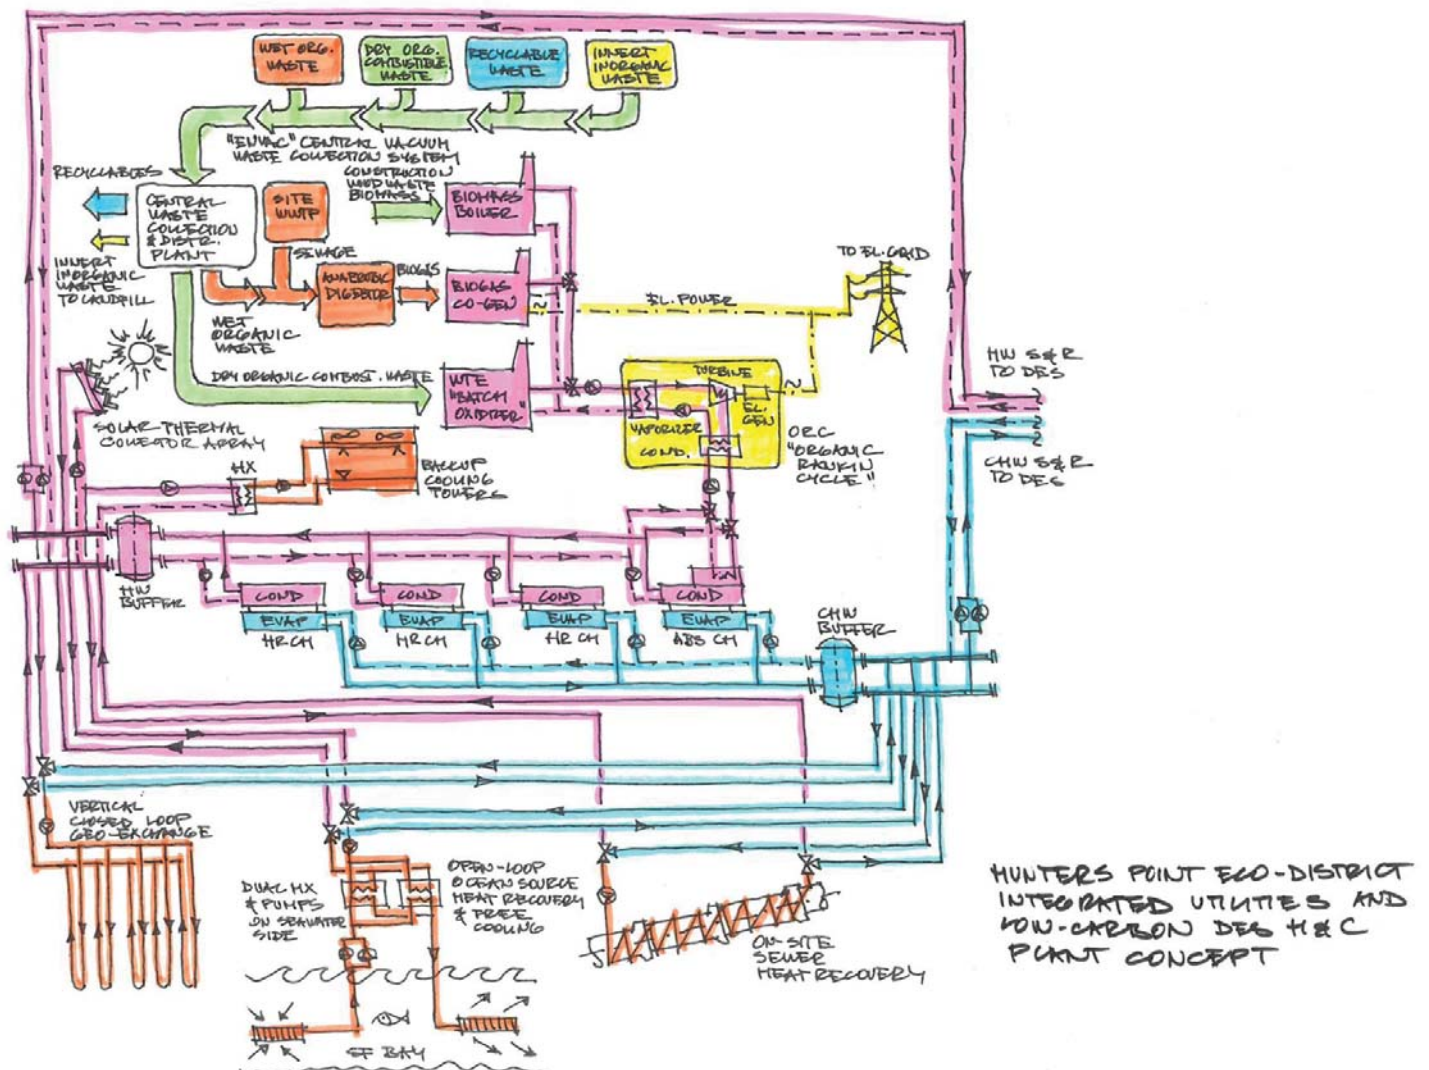 WET ORG.
WASTE
DRY ORG.
COMBUSTIBLE
WASTE
RECYCLABLE
WASTE
INNERT
INORGANIC
WASTE
"ENVAC" CENTRAL VACUUM
WASTE COLLECTION SYSTEM
CONSTRUCTION
WOOD WASTE
BIOMASS
RECYCLABLES
CENTRAL
WASTE
COLLECTION
& DISTR.
PLANT
SITE
WWTP
BIOMASS
BOILER
SEWAGE
INNERT
INORGANIC
WASTE
TO LANDFILL
ANAEROBIC
DIGESTOR
BIOGAS
BIOGAS
CO-GEN
WET
ORGANIC
WASTE
EL. POWER
TO EL. GRID
DRY ORGANIC COMBUST. WASTE
WTE
"BATCH
OXIDIZER"
TURBINE
EL.
GEN
VAPORIZER
COND.
ORC
"ORGANIC
RANKIN
CYCLE"
HW S&R
TO DES
CHW S&R
TO DES
SOLAR THERMAL
COLLECTOR ARRAY
HX
BACKUP
COOLING
TOWERS
HW
BUFFER
COND
COND
COND
COND
EVAP
EVAP
EVAP
EVAP
HR CH
HR CH
HR CH
ABS CH
CHW
BUFFER
VERTICAL
CLOSED LOOP
GEO-EXCHANGE
DUAL HX
& PUMPS
ON SEAWATER
SIDE
OPEN-LOOP
OCEAN SOURCE
HEAT RECOVERY
& FREE
COOLING
ON-SITE
SEWER
HEAT RECOVERY
SF BAY
HUNTERS POINT ECO-DISTRICT
INTEGRATED UTILITIES AND
LOW-CARBON DES H & C
PLANT CONCEPT